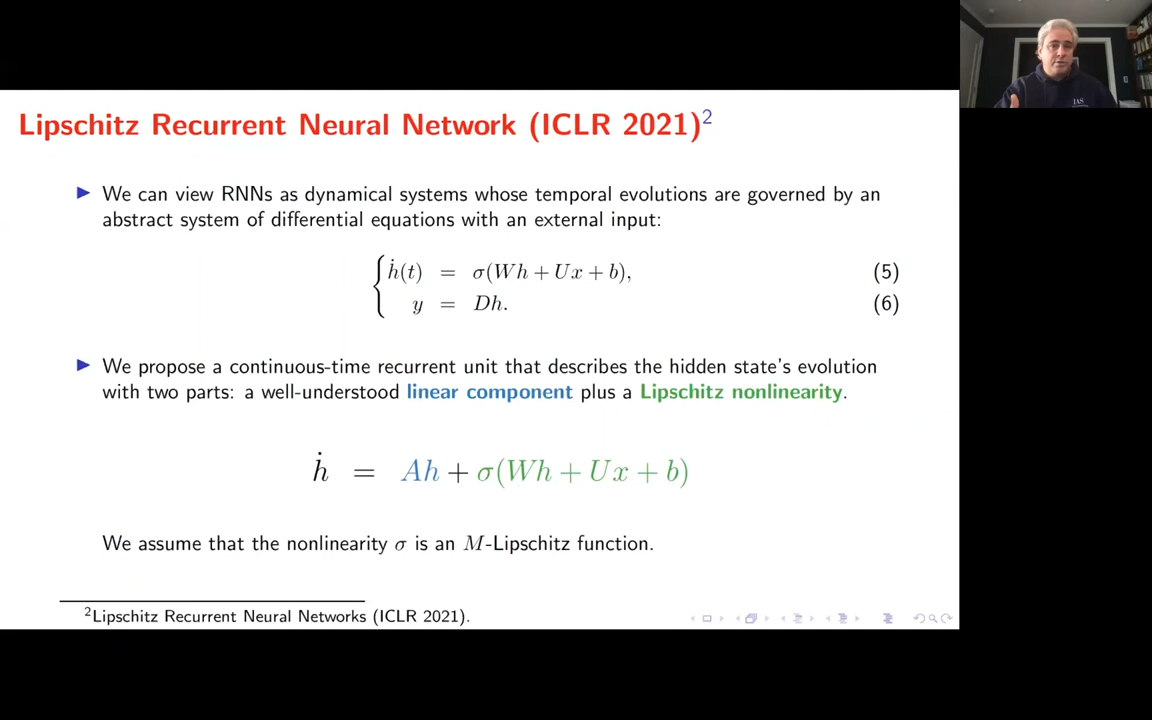 Lipschitz Recurrent Neural Network (ICLR 2021)²
▶ We can view RNNs as dynamical systems whose temporal evolutions are governed by an
abstract system of differential equations with an external input:
ḣ(t) = σ(Wh + Ux + b), (5)
y = Dh. (6)
▶ We propose a continuous-time recurrent unit that describes the hidden state's evolution
with two parts: a well-understood linear component plus a Lipschitz nonlinearity.
ḣ = Ah + σ(Wh + Ux + b)
We assume that the nonlinearity σ is an M-Lipschitz function.
²Lipschitz Recurrent Neural Networks (ICLR 2021).
IAS